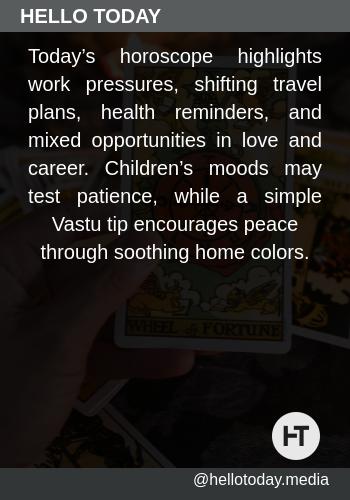 HELLO TODAY
Today’s horoscope highlights
work pressures, shifting travel
plans, health reminders, and
mixed opportunities in love and
career. Children’s moods may
test patience, while a simple
Vastu tip encourages peace
through soothing home colors.
WHEEL of FORTUNE
HT
@hellotoday.media